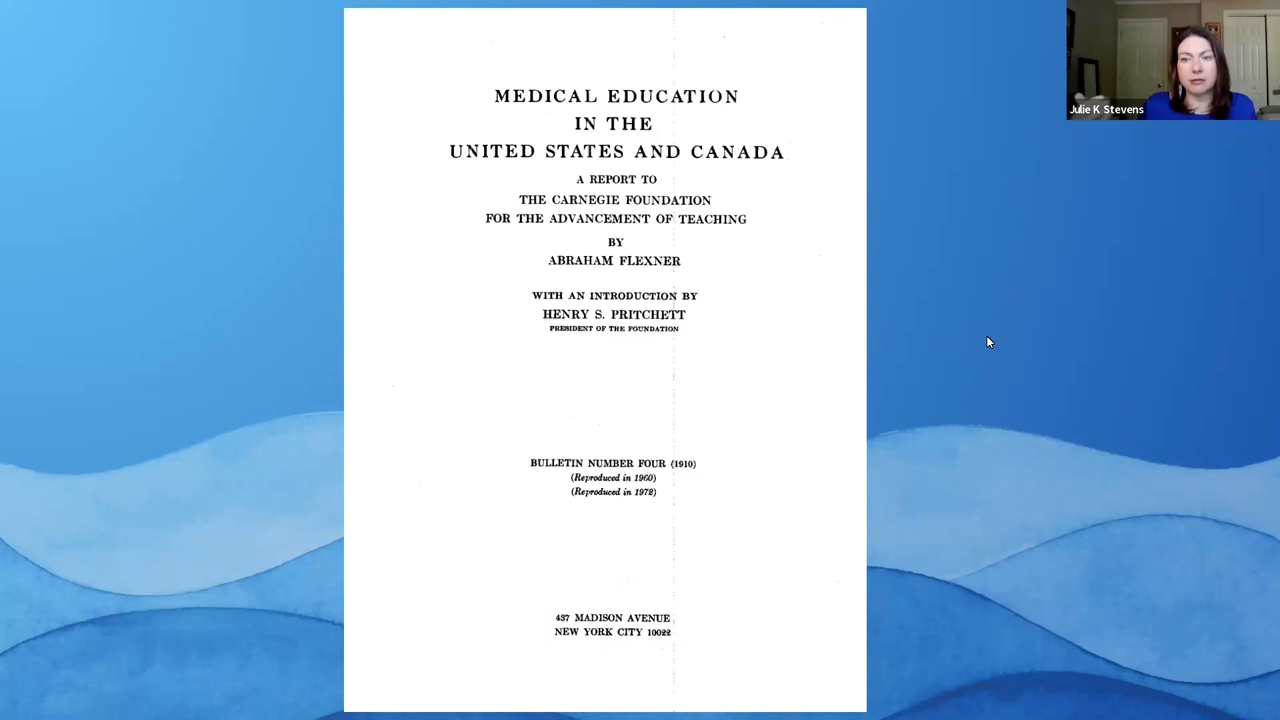 MEDICAL EDUCATION
IN THE
UNITED STATES AND CANADA
A REPORT TO
THE CARNEGIE FOUNDATION
FOR THE ADVANCEMENT OF TEACHING
BY
ABRAHAM FLEXNER
WITH AN INTRODUCTION BY
HENRY S. PRITCHETT
PRESIDENT OF THE FOUNDATION
BULLETIN NUMBER FOUR (1910)
(Reproduced in 1960)
(Reproduced in 1972)
437 MADISON AVENUE
NEW YORK CITY 10022
Julie K Stevens